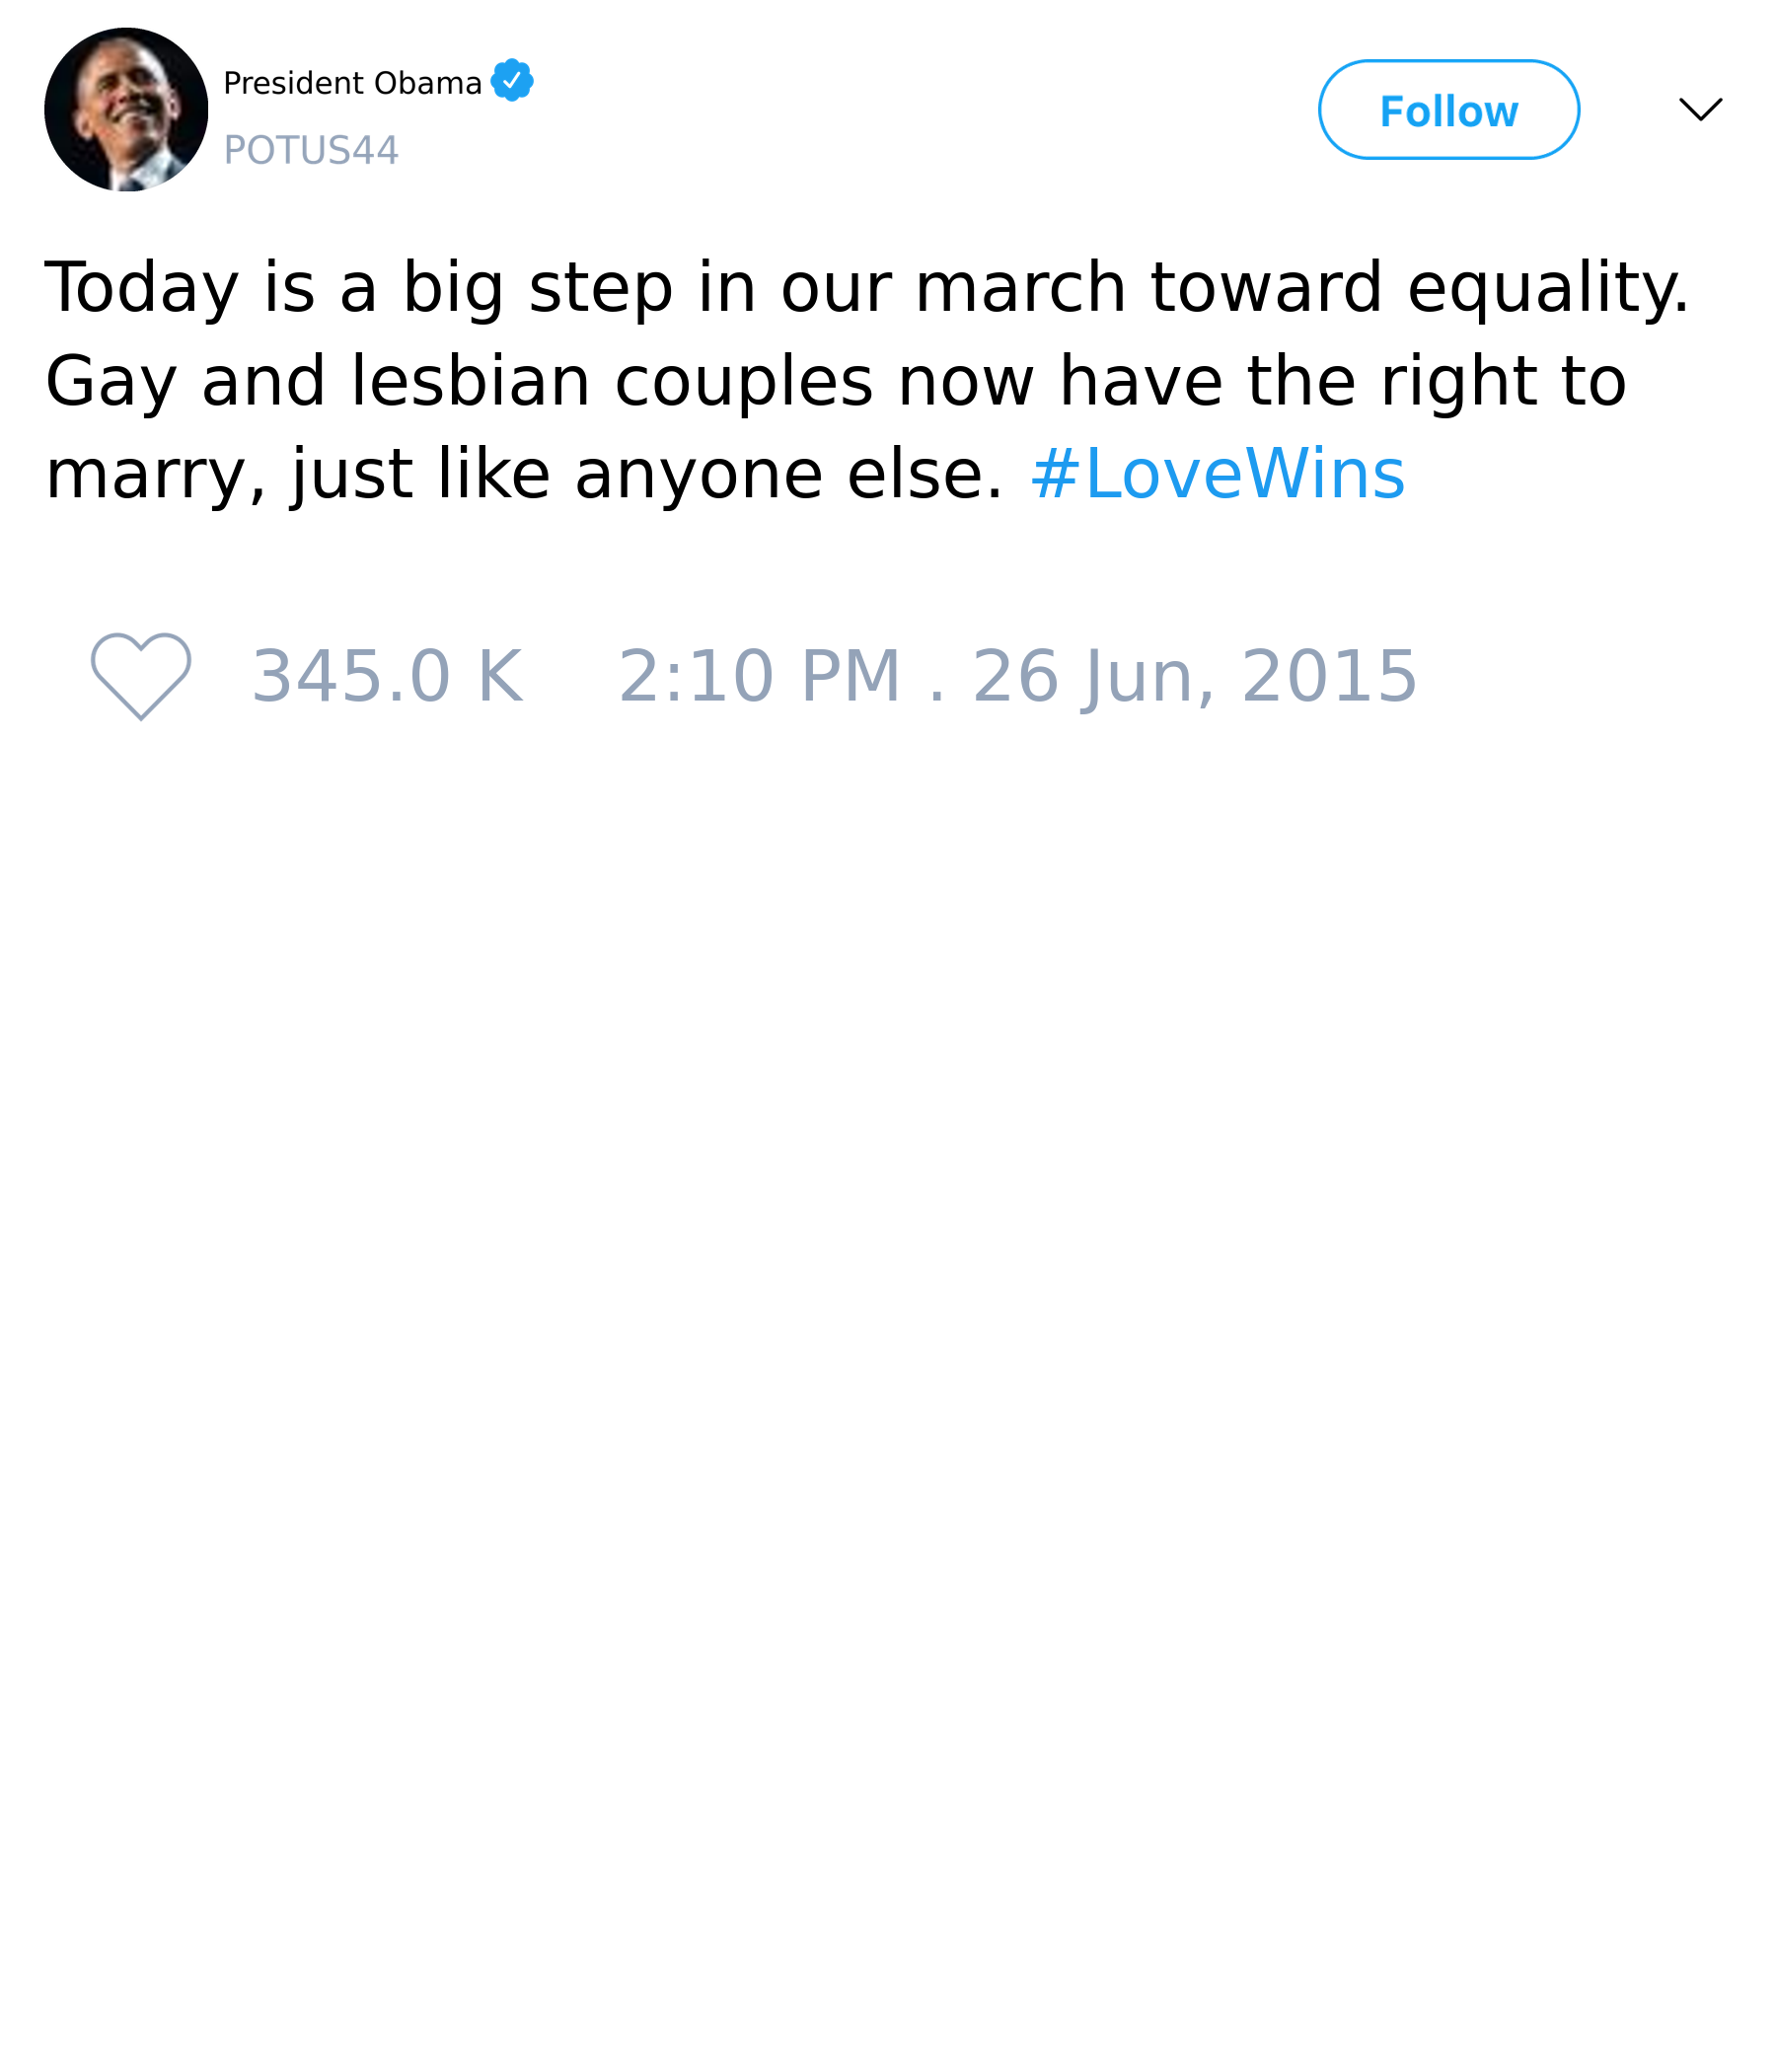 President Obama
POTUS44
Follow
Today is a big step in our march toward equality.
Gay and lesbian couples now have the right to
marry, just like anyone else. #LoveWins
345.0 K 2:10 PM . 26 Jun, 2015